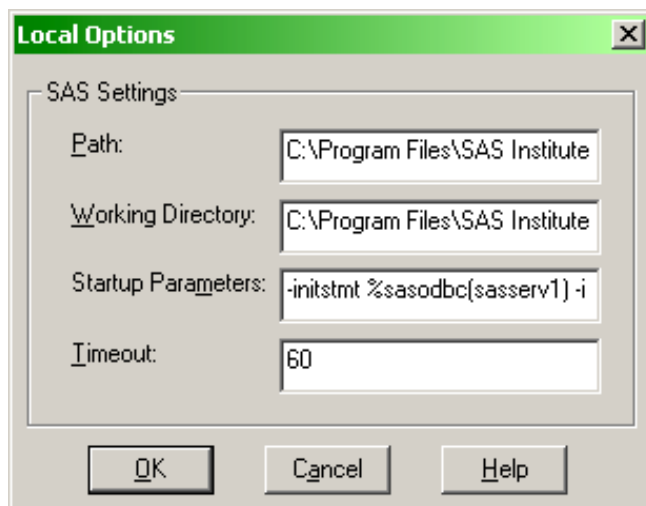 Local Options
SAS Settings
Path: C:\Program Files\SAS Institute
Working Directory: C:\Program Files\SAS Institute
Startup Parameters: -initstmt %sasodbc(sasserv1) -i
Timeout: 60
OK Cancel Help